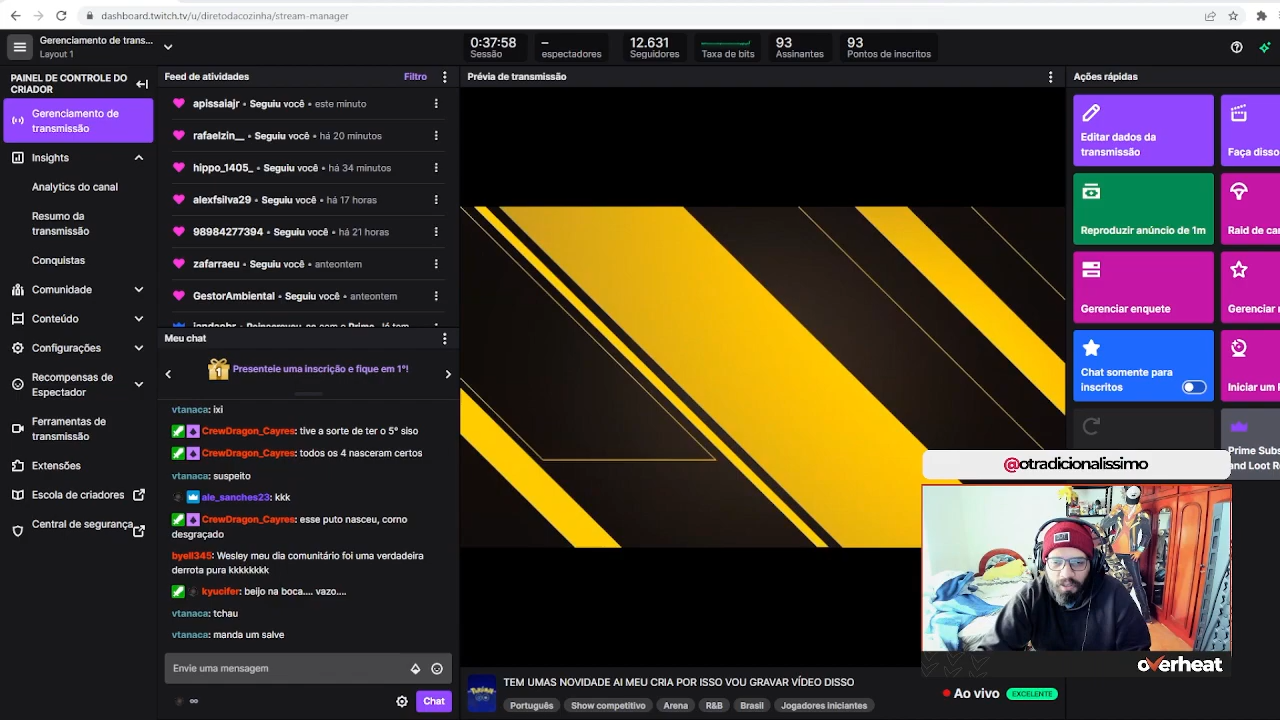 dashboard.twitch.tv/u/diretodacozinha/stream-manager
Gerenciamento de trans...
Layout 1
0:37:58
Sessão
–
espectadores
12.631
Seguidores
Taxa de bits
93
Assinantes
93
Pontos de inscritos
PAINEL DE CONTROLE DO
CRIADOR
Gerenciamento de
transmissão
Insights
Analytics do canal
Resumo da
transmissão
Conquistas
Comunidade
Conteúdo
Configurações
Recompensas de
Espectador
Ferramentas de
transmissão
Extensões
Escola de criadores
Central de segurança
Feed de atividades
Filtro
apissaiajr • Seguiu você • este minuto
rafaelzin__ • Seguiu você • há 20 minutos
hippo_1405_ • Seguiu você • há 34 minutos
alexfsilva29 • Seguiu você • há 17 horas
98984277394 • Seguiu você • há 21 horas
zafarraeu • Seguiu você • anteontem
GestorAmbiental • Seguiu você • anteontem
Meu chat
1
Presenteie uma inscrição e fique em 1º!
vtanaca: ixi
CrewDragon_Cayres: tive a sorte de ter o 5° siso
CrewDragon_Cayres: todos os 4 nasceram certos
vtanaca: suspeito
ale_sanches23: kkk
CrewDragon_Cayres: esse puto nasceu, corno
desgraçado
byell345: Wesley meu dia comunitário foi uma verdadeira
derrota pura kkkkkkkk
kyucifer: beijo na boca.... vazo....
vtanaca: tchau
vtanaca: manda um salve
Envie uma mensagem
∞
Chat
Prévia de transmissão
TEM UMAS NOVIDADE AI MEU CRIA POR ISSO VOU GRAVAR VÍDEO DISSO
Português
Show competitivo
Arena
R&B
Brasil
Jogadores iniciantes
Ao vivo
EXCELENTE
Ações rápidas
Editar dados da
transmissão
Faça disso
Reproduzir anúncio de 1m
Raid de car
Gerenciar enquete
Gerenciar
Chat somente para
inscritos
Iniciar um
Prime Subs
and Loot R
@otradicionalissimo
overheat